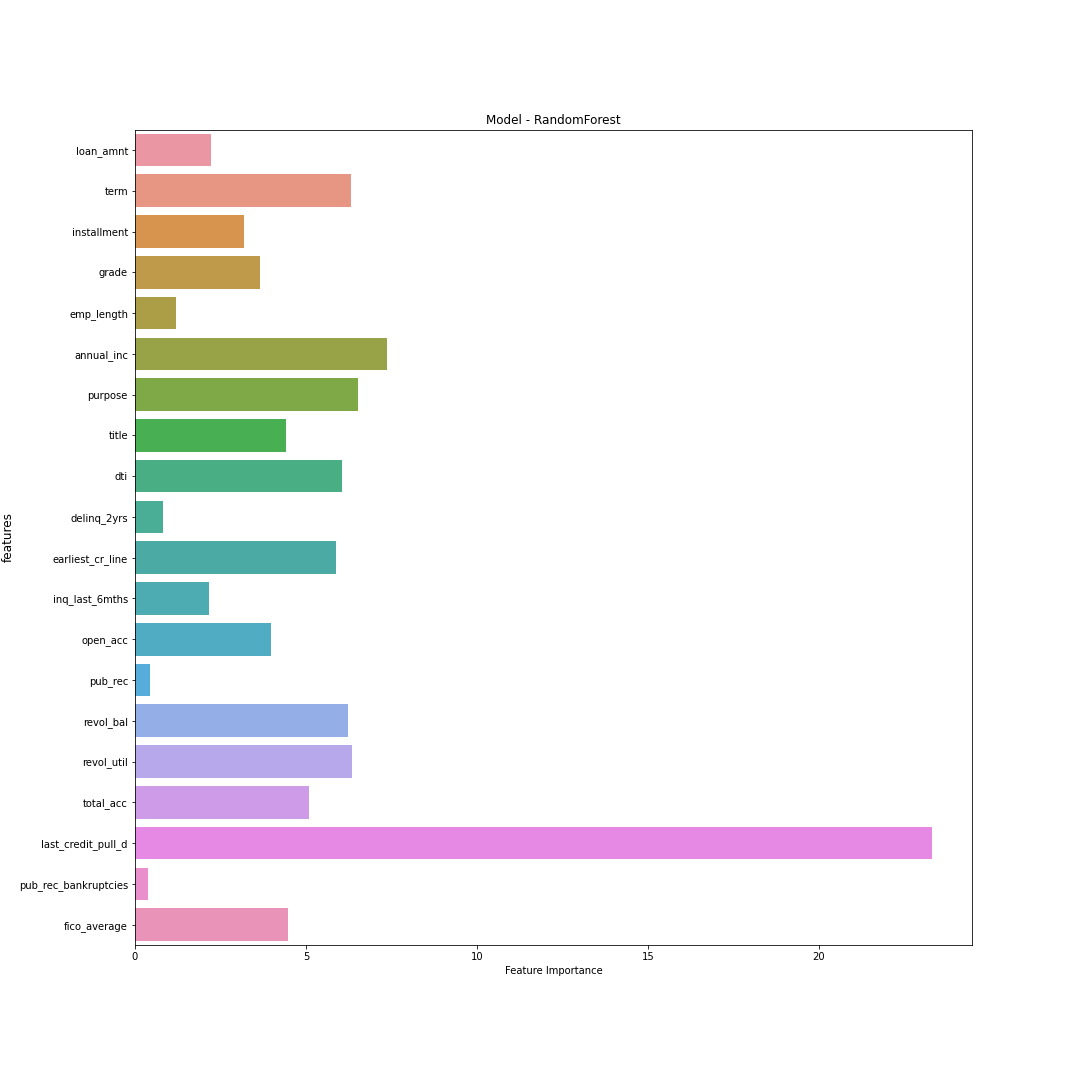 Model - RandomForest
loan_amnt
term
installment
grade
emp_length
annual_inc
purpose
title
dti
delinq_2yrs
earliest_cr_line
inq_last_6mths
open_acc
pub_rec
revol_bal
revol_util
total_acc
last_credit_pull_d
pub_rec_bankruptcies
fico_average
features
0 5 10 15 20
Feature Importance